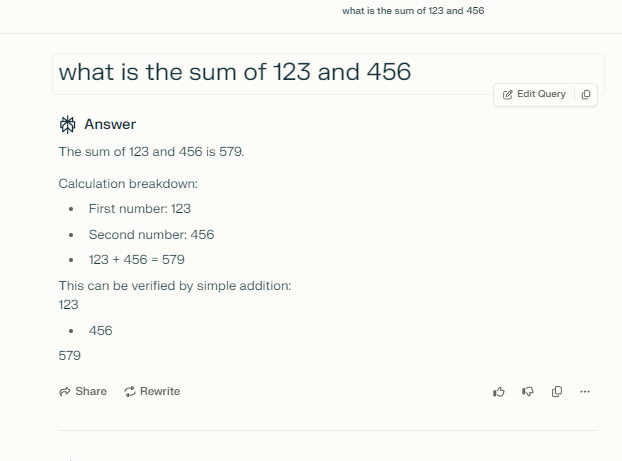 what is the sum of 123 and 456
what is the sum of 123 and 456
Edit Query
Answer
The sum of 123 and 456 is 579.
Calculation breakdown:
• First number: 123
• Second number: 456
• 123 + 456 = 579
This can be verified by simple addition:
123
• 456
579
Share Rewrite